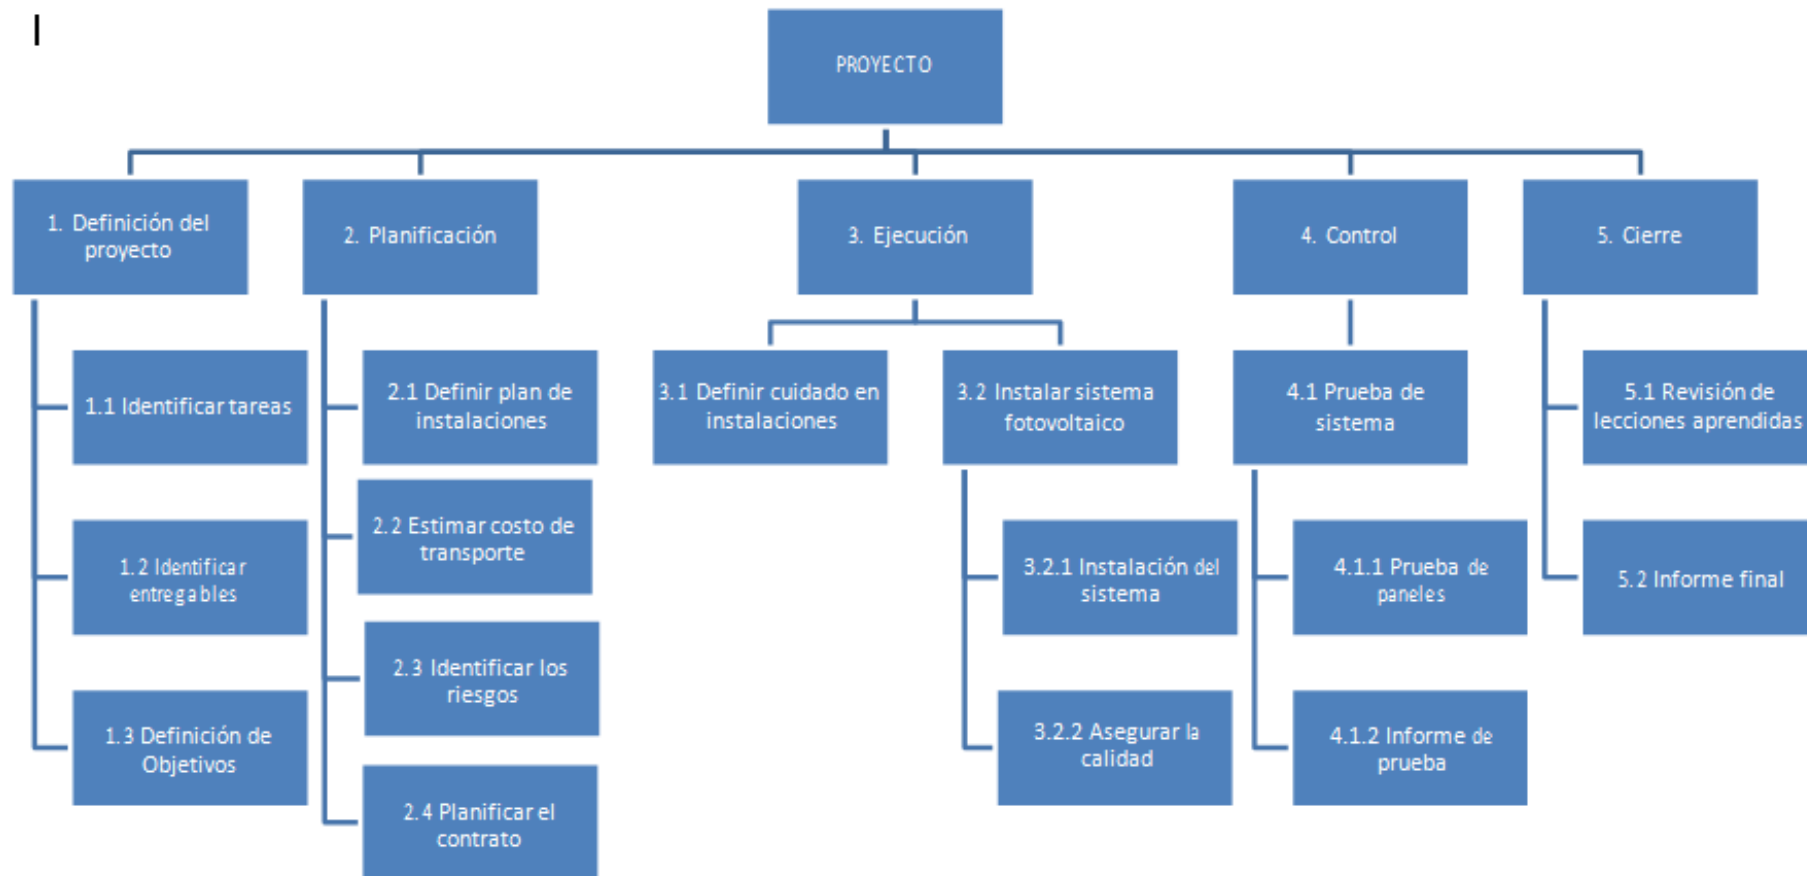 PROYECTO
1. Definición del
proyecto
2. Planificación
3. Ejecución
4. Control
5. Cierre
1.1 Identificar tareas
2.1 Definir plan de
instalaciones
3.1 Definir cuidado en
instalaciones
3.2 Instalar sistema
fotovoltaico
4.1 Prueba de
sistema
5.1 Revisión de
lecciones aprendidas
1.2 Identificar
entregables
2.2 Estimar costo de
transporte
3.2.1 Instalación del
sistema
4.1.1 Prueba de
paneles
5.2 Informe final
2.3 Identificar los
riesgos
1.3 Definición de
Objetivos
3.2.2 Asegurar la
calidad
4.1.2 Informe de
prueba
2.4 Planificar el
contrato